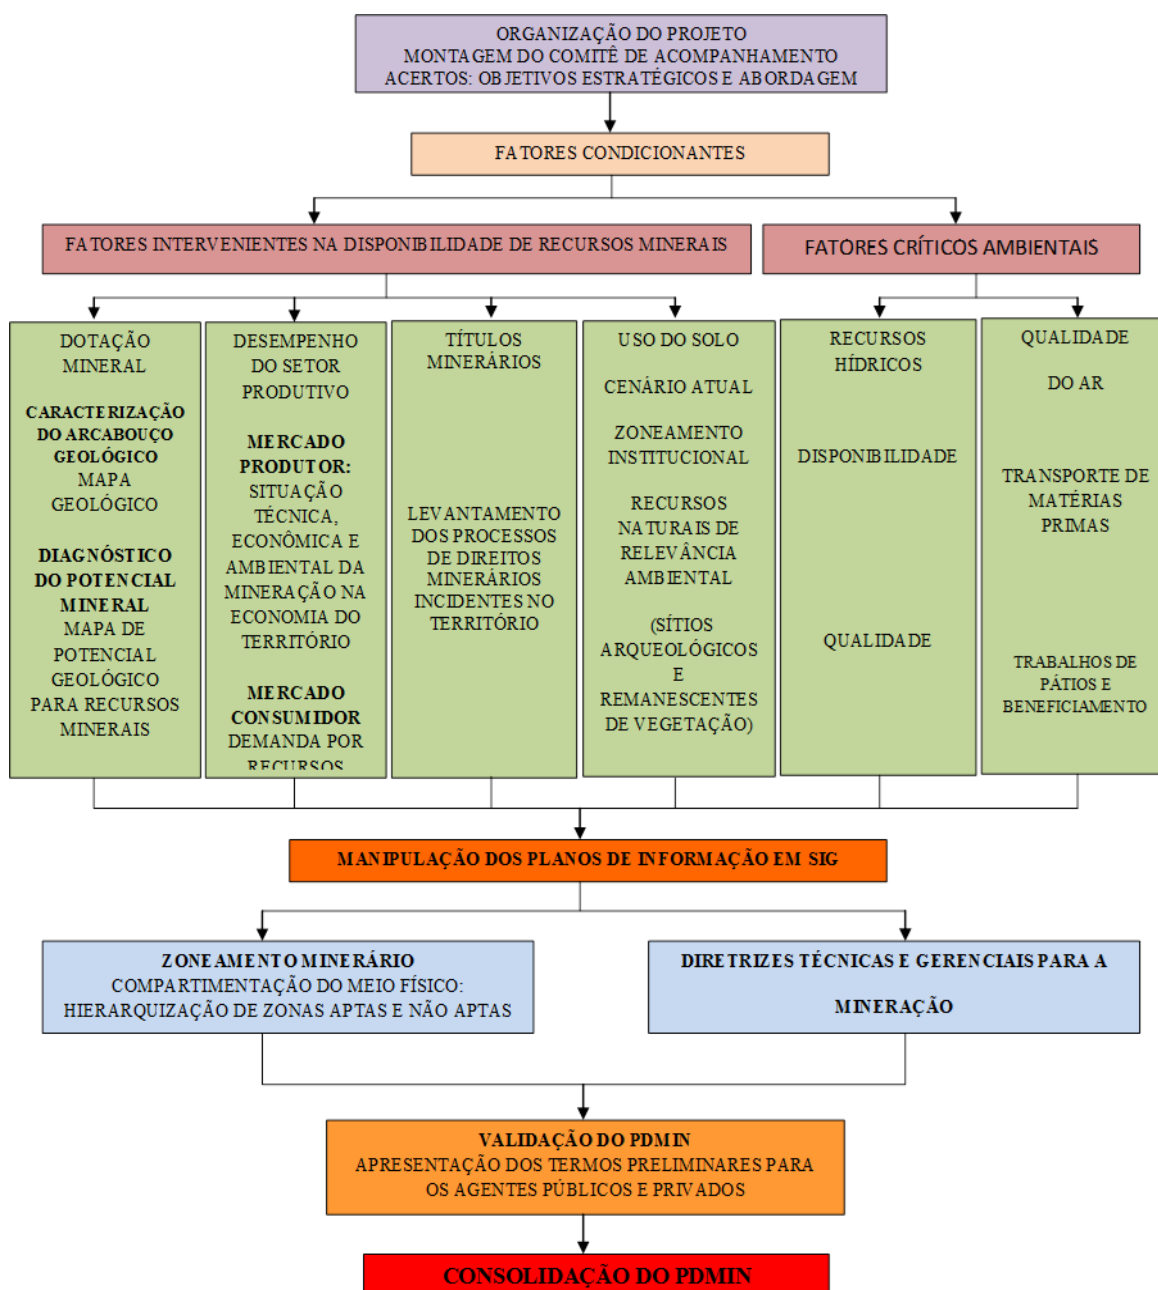 ORGANIZAÇÃO DO PROJETO
MONTAGEM DO COMITÊ DE ACOMPANHAMENTO
ACERTOS: OBJETIVOS ESTRATÉGICOS E ABORDAGEM
FATORES CONDICIONANTES
FATORES INTERVENIENTES NA DISPONIBILIDADE DE RECURSOS MINERAIS
FATORES CRÍTICOS AMBIENTAIS
DOTAÇÃO
MINERAL
CARACTERIZAÇÃO
DO ARCABOUÇO
GEOLÓGICO
MAPA
GEOLÓGICO
DIAGNÓSTICO
DO POTENCIAL
MINERAL
MAPA DE
POTENCIAL
GEOLÓGICO
PARA RECURSOS
MINERAIS
DESEMPENHO
DO SETOR
PRODUTIVO
MERCADO
PRODUTOR:
SITUAÇÃO
TÉCNICA,
ECONÔMICA E
AMBIENTAL DA
MINERAÇÃO NA
ECONOMIA DO
TERRITÓRIO
MERCADO
CONSUMIDOR
DEMANDA POR
RECURSOS
TÍTULOS
MINERÁRIOS
LEVANTAMENTO
DOS PROCESSOS
DE DIREITOS
MINERÁRIOS
INCIDENTES NO
TERRITÓRIO
USO DO SOLO
CENÁRIO ATUAL
ZONEAMENTO
INSTITUCIONAL
RECURSOS
NATURAIS DE
RELEVÂNCIA
AMBIENTAL
(SÍTIOS
ARQUEOLÓGICOS
E
REMANESCENTES
DE VEGETAÇÃO)
RECURSOS
HÍDRICOS
DISPONIBILIDADE
QUALIDADE
QUALIDADE
DO AR
TRANSPORTE DE
MATÉRIAS
PRIMAS
TRABALHOS DE
PÁTIOS E
BENEFICIAMENTO
MANIPULAÇÃO DOS PLANOS DE INFORMAÇÃO EM SIG
ZONEAMENTO MINERÁRIO
COMPARTIMENTAÇÃO DO MEIO FÍSICO:
HIERARQUIZAÇÃO DE ZONAS APTAS E NÃO APTAS
DIRETRIZES TÉCNICAS E GERENCIAIS PARA A
MINERAÇÃO
VALIDAÇÃO DO PDMIN
APRESENTAÇÃO DOS TERMOS PRELIMINARES PARA
OS AGENTES PÚBLICOS E PRIVADOS
CONSOLIDAÇÃO DO PDMIN